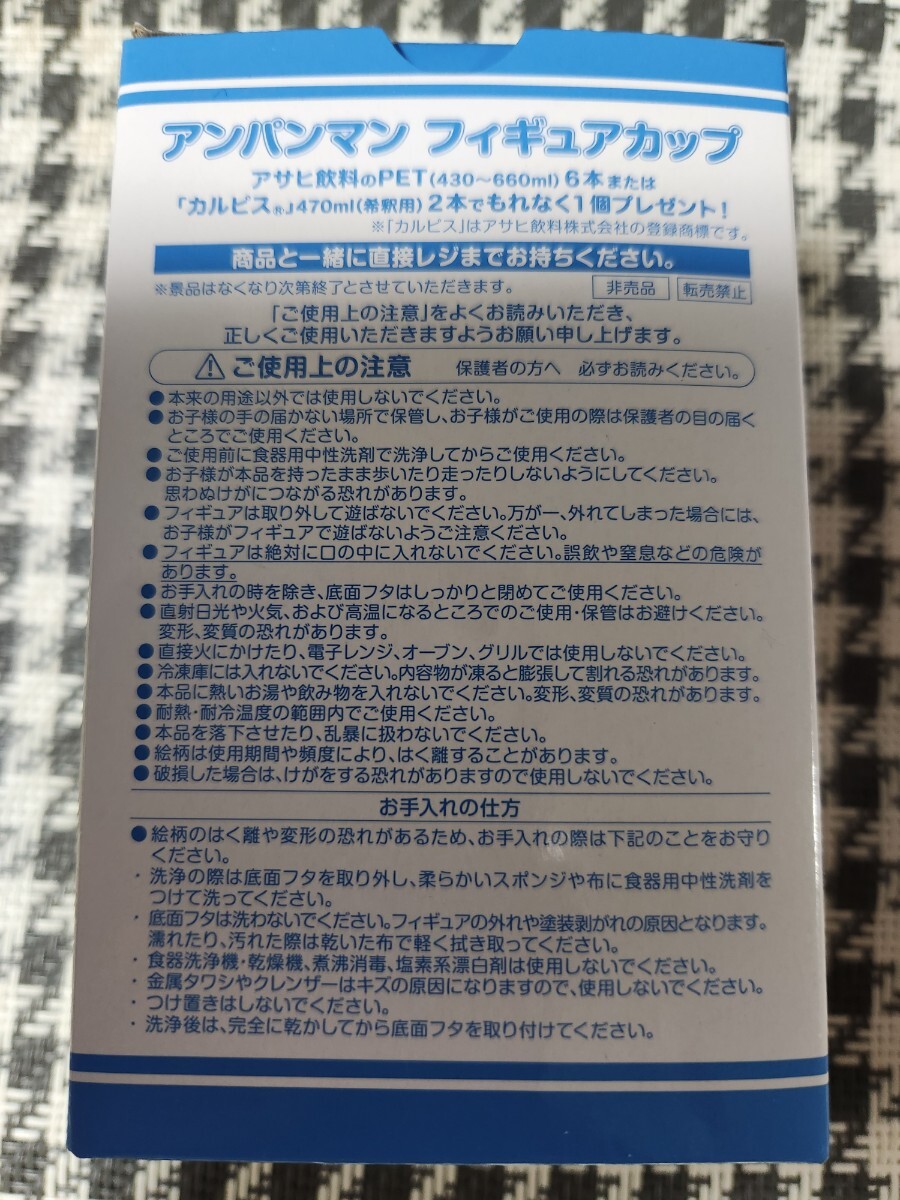 アンパンマン フィギュアカップ
アサヒ飲料のPET(430〜660ml) 6本または
「カルピス®」470ml(希釈用) 2本でもれなく1個プレゼント!
※「カルピス」はアサヒ飲料株式会社の登録商標です。
商品と一緒に直接レジまでお持ちください。
※景品はなくなり次第終了とさせていただきます。 非売品 転売禁止
「ご使用上の注意」をよくお読みいただき、
正しくご使用いただきますようお願い申し上げます。
⚠ ご使用上の注意 保護者の方へ 必ずお読みください。
●本来の用途以外では使用しないでください。
●お子様の手の届かない場所で保管し、お子様がご使用の際は保護者の目の届く
ところでご使用ください。
●ご使用前に食器用中性洗剤で洗浄してからご使用ください。
●お子様が本品を持ったまま歩いたり走ったりしないようにしてください。
思わぬけがにつながる恐れがあります。
●フィギュアは取り外して遊ばないでください。万が一、外れてしまった場合には、
お子様がフィギュアで遊ばないようご注意ください。
●フィギュアは絶対に口の中に入れないでください。誤飲や窒息などの危険が
あります。
●お手入れの時を除き、底面フタはしっかりと閉めてご使用ください。
●直射日光や火気、および高温になるところでのご使用・保管はお避けください。
変形、変質の恐れがあります。
●直接火にかけたり、電子レンジ、オーブン、グリルでは使用しないでください。
●冷凍庫には入れないでください。内容物が凍ると膨張して割れる恐れがあります。
●本品に熱いお湯や飲み物を入れないでください。変形、変質の恐れがあります。
●耐熱・耐冷温度の範囲内でご使用ください。
●本品を落下させたり、乱暴に扱わないでください。
●絵柄は使用期間や頻度により、はく離することがあります。
●破損した場合は、けがをする恐れがありますので使用しないでください。
お手入れの仕方
●絵柄のはく離や変形の恐れがあるため、お手入れの際は下記のことをお守り
ください。
・洗浄の際は底面フタを取り外し、柔らかいスポンジや布に食器用中性洗剤を
つけて洗ってください。
・底面フタは洗わないでください。フィギュアの外れや塗装剥がれの原因となります。
濡れたり、汚れた際は乾いた布で軽く拭き取ってください。
・食器洗浄機・乾燥機、煮沸消毒、塩素系漂白剤は使用しないでください。
・金属タワシやクレンザーはキズの原因になりますので、使用しないでください。
・つけ置きはしないでください。
・洗浄後は、完全に乾かしてから底面フタを取り付けてください。